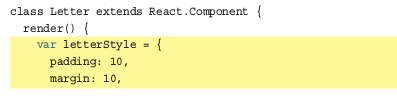 class Letter extends React.Component {
  render() {
    var letterStyle = {
      padding: 10,
      margin: 10,